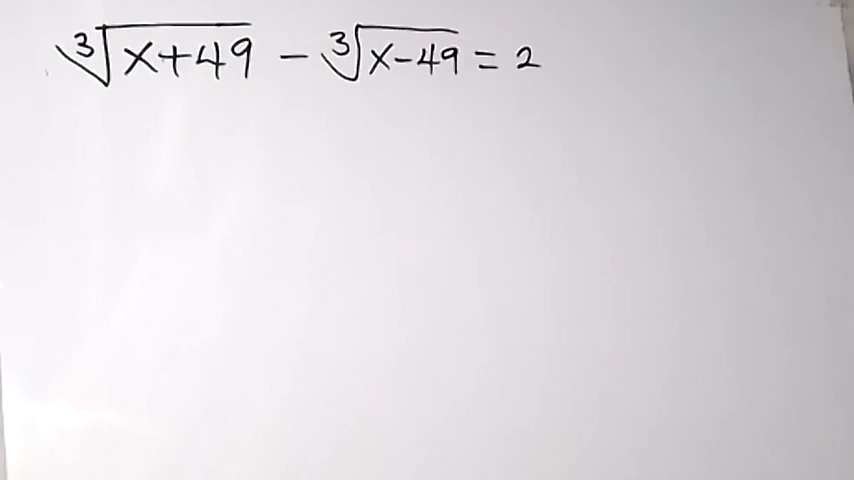 ∛(x+49) − ∛(x−49) = 2